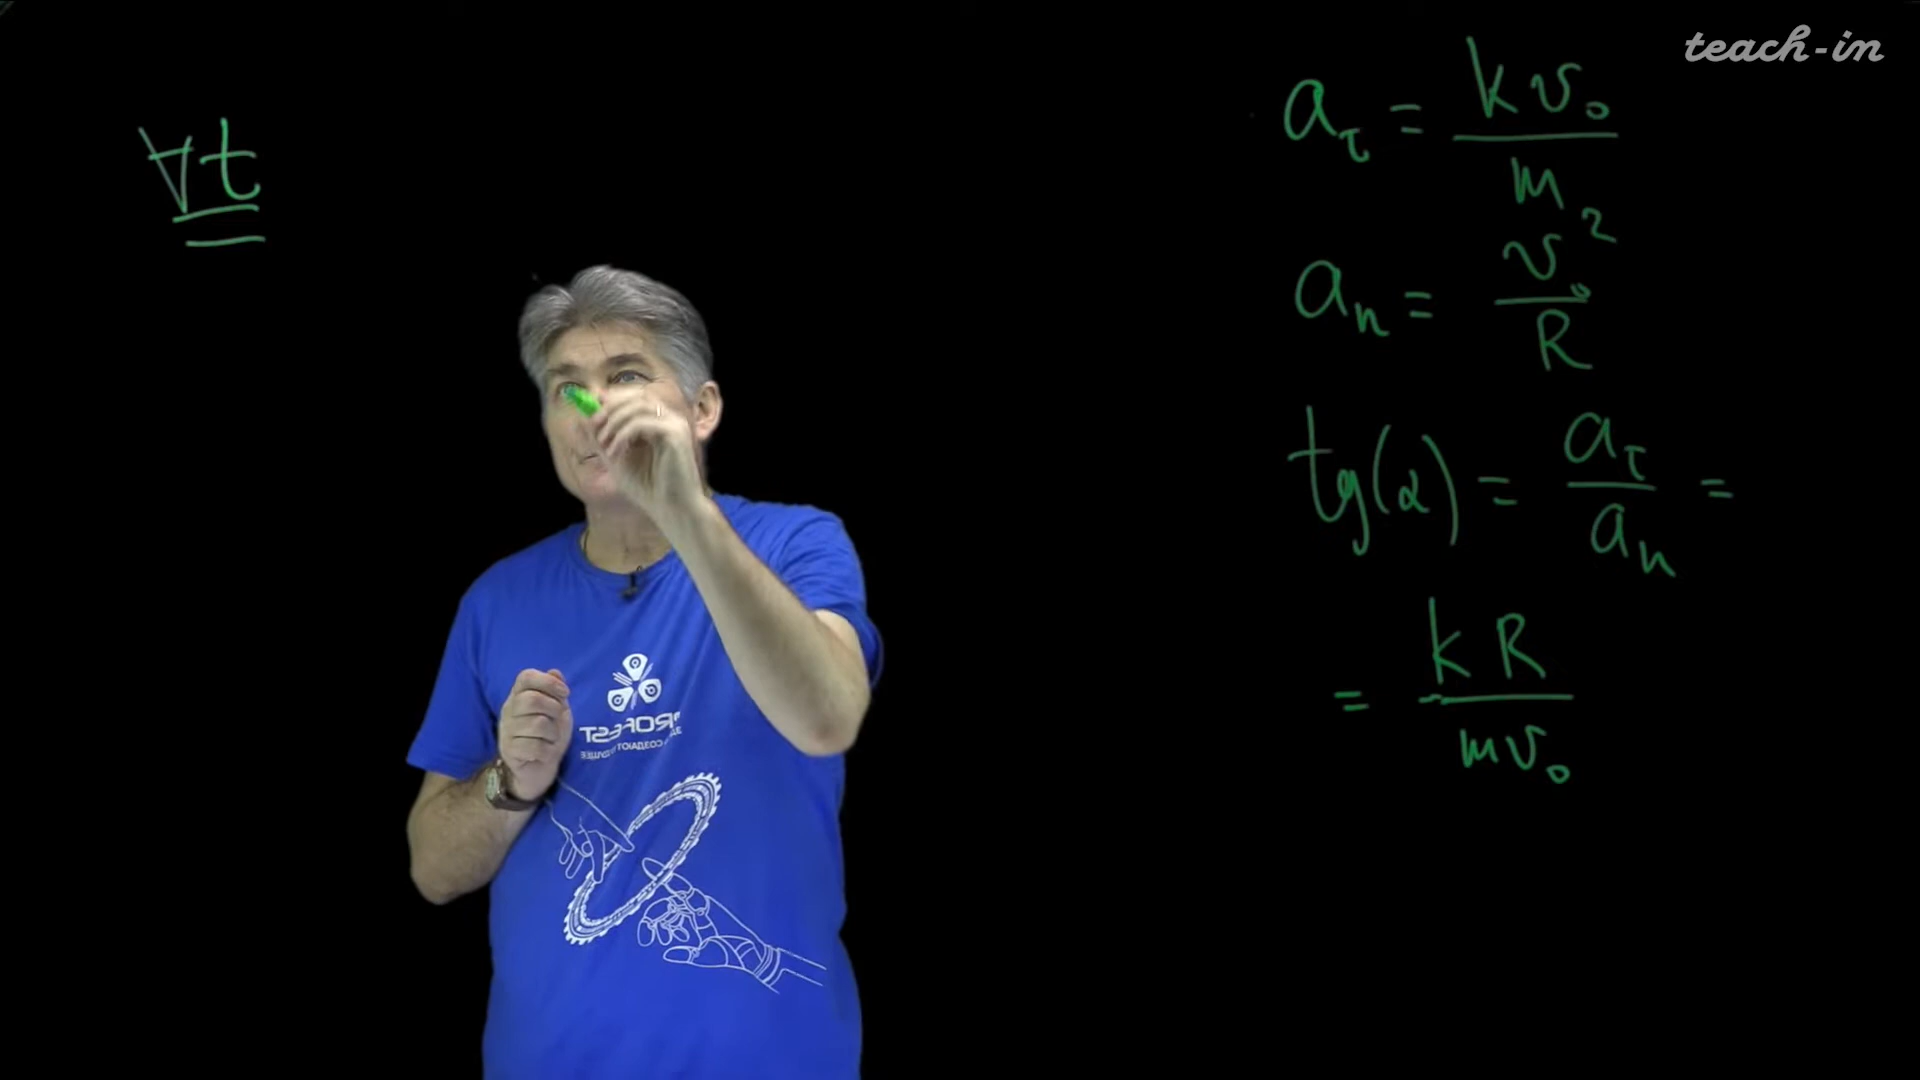 teach-in
∀t
a_τ = kv₀/m
a_n = v₀²/R
tg(α) = a_τ/a_n =
= kR/mv₀